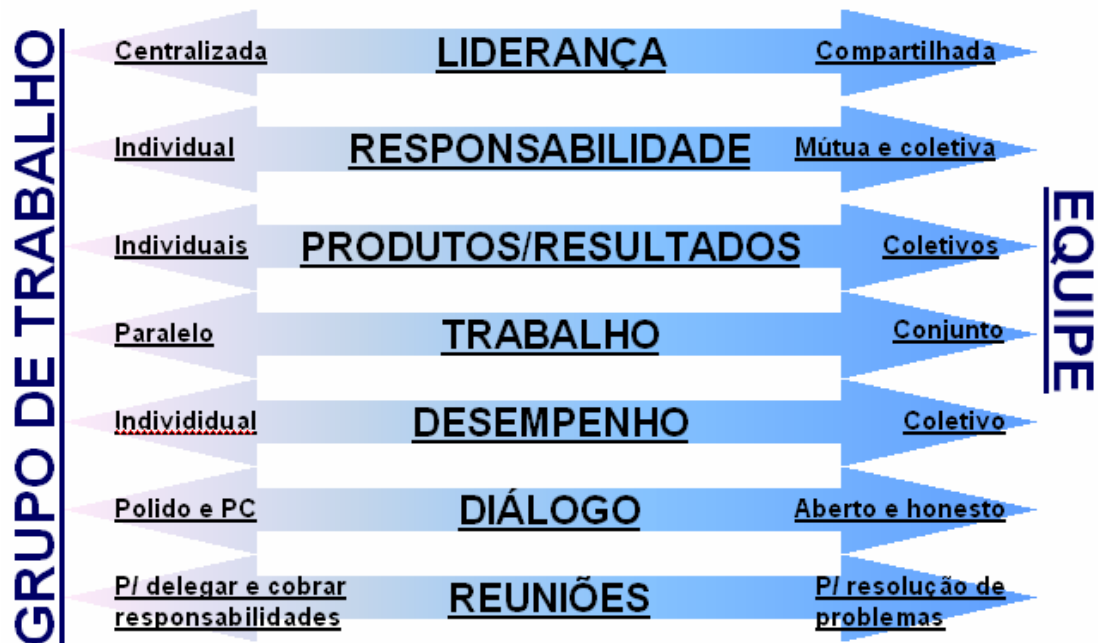 GRUPO DE TRABALHO
Centralizada LIDERANÇA Compartilhada
Individual RESPONSABILIDADE Mútua e coletiva
Individuais PRODUTOS/RESULTADOS Coletivos
Paralelo TRABALHO Conjunto
Individidual DESEMPENHO Coletivo
Polido e PC DIÁLOGO Aberto e honesto
P/ delegar e cobrar
responsabilidades
REUNIÕES
P/ resolução de
problemas
EQUIPE